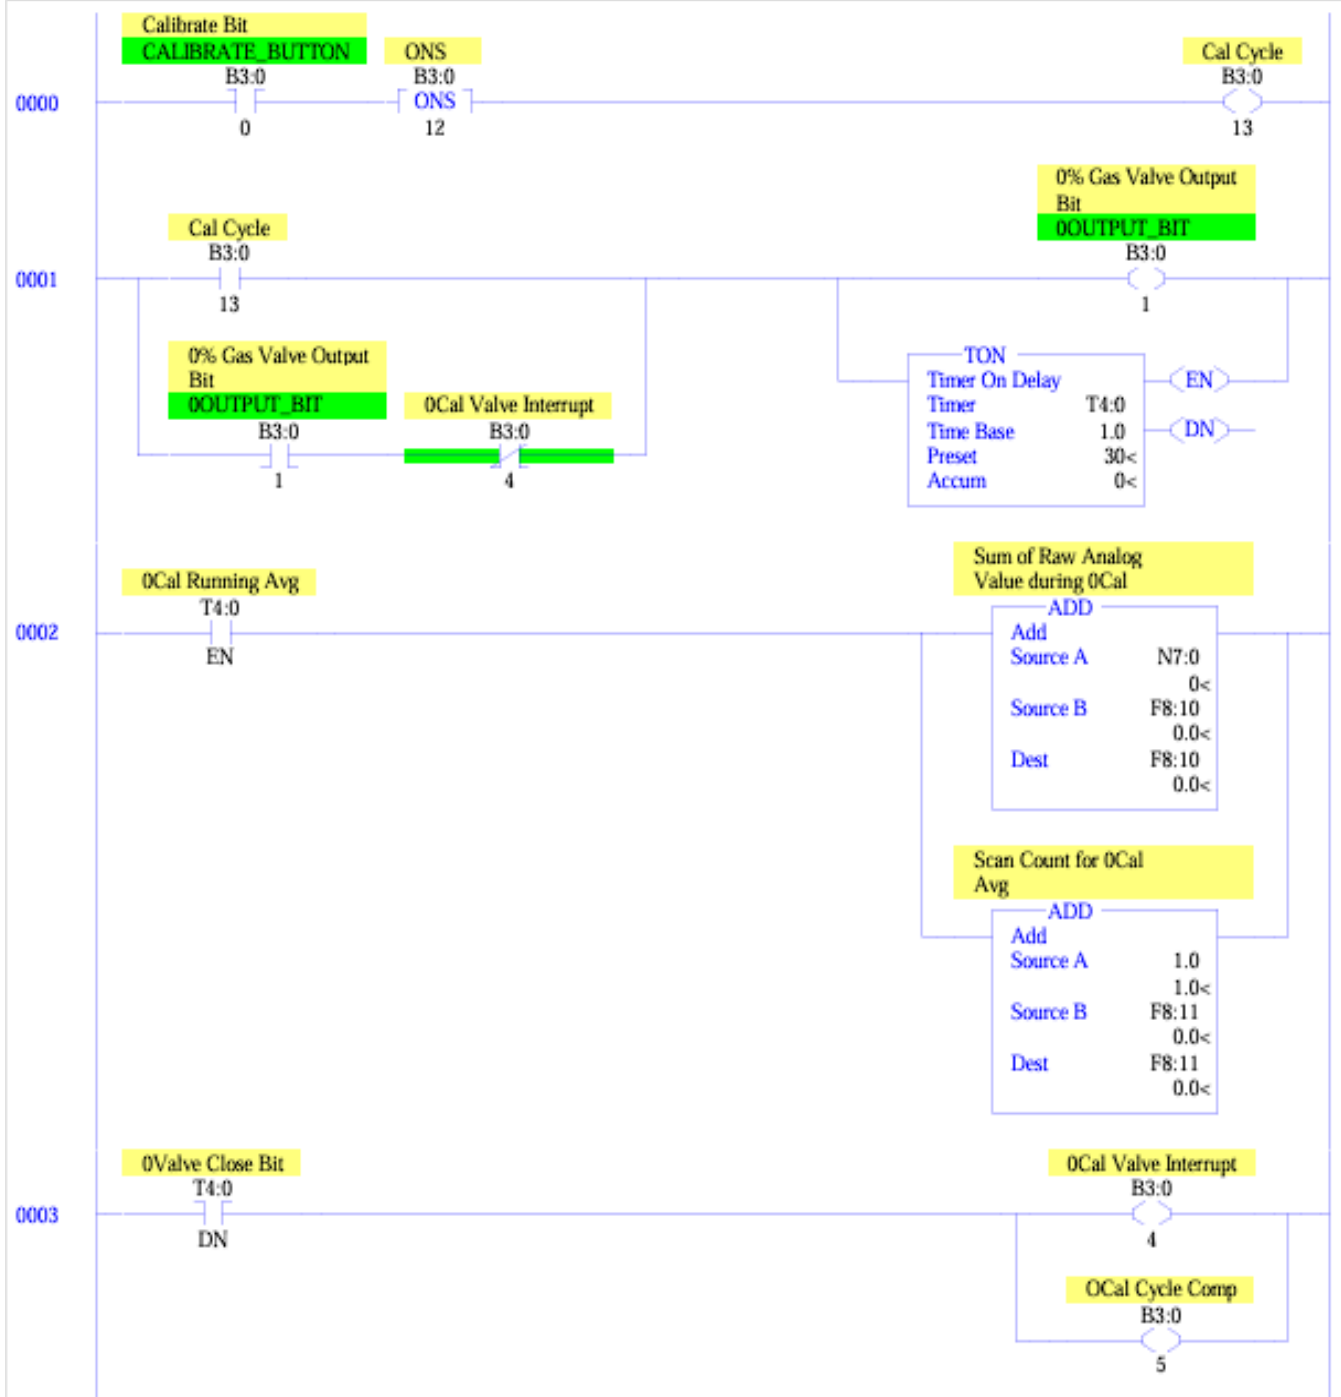 Calibrate Bit
CALIBRATE_BUTTON
B3:0
0
ONS
B3:0
ONS
12
Cal Cycle
B3:0
13
0000
0% Gas Valve Output
Bit
0OUTPUT_BIT
B3:0
1
Cal Cycle
B3:0
13
0001
0% Gas Valve Output
Bit
0OUTPUT_BIT
B3:0
1
0Cal Valve Interrupt
B3:0
4
TON
Timer On Delay
Timer T4:0
Time Base 1.0
Preset 30<
Accum 0<
EN
DN
0Cal Running Avg
T4:0
EN
0002
Sum of Raw Analog
Value during 0Cal
ADD
Add
Source A N7:0
0<
Source B F8:10
0.0<
Dest F8:10
0.0<
Scan Count for 0Cal
Avg
ADD
Add
Source A 1.0
1.0<
Source B F8:11
0.0<
Dest F8:11
0.0<
0Valve Close Bit
T4:0
DN
0003
0Cal Valve Interrupt
B3:0
4
OCal Cycle Comp
B3:0
5